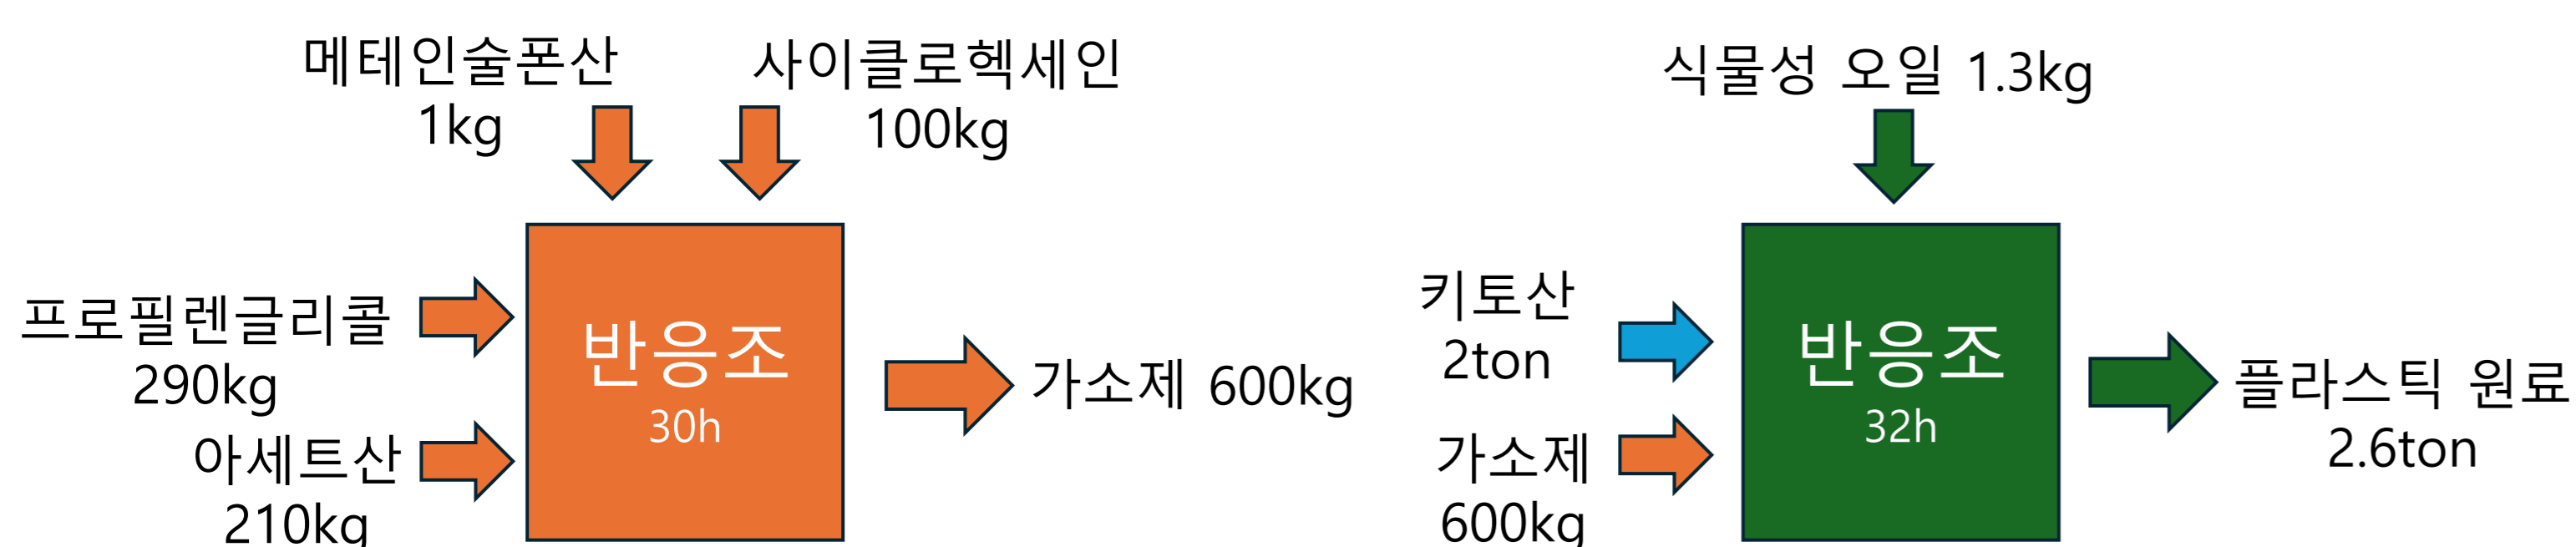 메테인술폰산
1kg
사이클로헥세인
100kg
프로필렌글리콜
290kg
아세트산
210kg
반응조
30h
가소제 600kg
식물성 오일 1.3kg
키토산
2ton
가소제
600kg
반응조
32h
플라스틱 원료
2.6ton